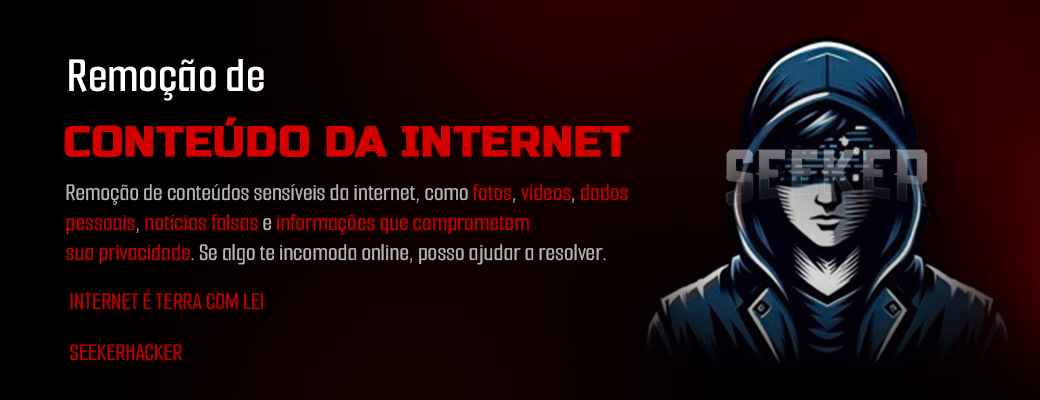 Remoção de
CONTEÚDO DA INTERNET
Remoção de conteúdos sensíveis da internet, como fotos, vídeos, dados
pessoais, notícias falsas e informações que comprometem
sua privacidade. Se algo te incomoda online, posso ajudar a resolver.
INTERNET É TERRA COM LEI
SEEKERHACKER
SEEKER